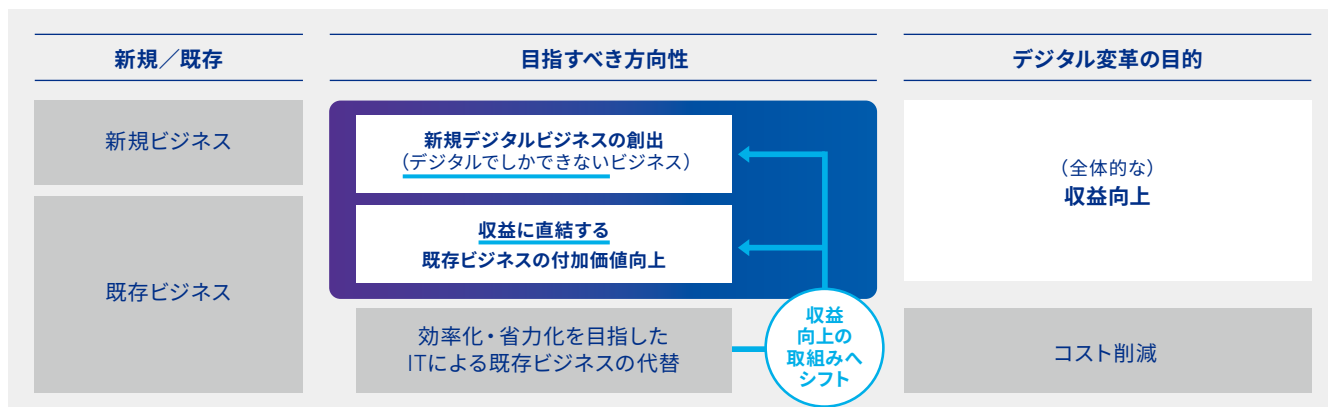 新規／既存
目指すべき方向性
デジタル変革の目的
新規ビジネス
新規デジタルビジネスの創出
（デジタルでしかできないビジネス）
（全体的な）
収益向上
既存ビジネス
収益に直結する
既存ビジネスの付加価値向上
効率化・省力化を目指した
ITによる既存ビジネスの代替
収益
向上の
取組みへ
シフト
コスト削減